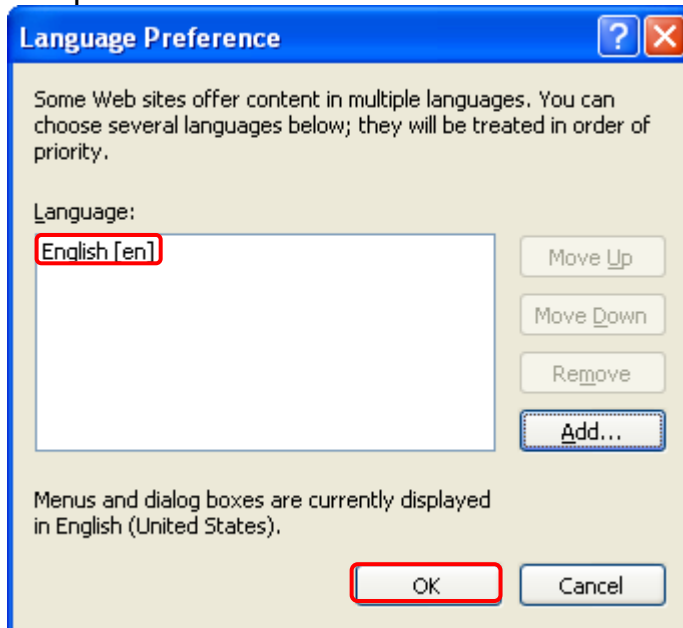 Language Preference
Some Web sites offer content in multiple languages. You can
choose several languages below; they will be treated in order of
priority.
Language:
English [en]
Move Up
Move Down
Remove
Add...
Menus and dialog boxes are currently displayed
in English (United States).
OK
Cancel